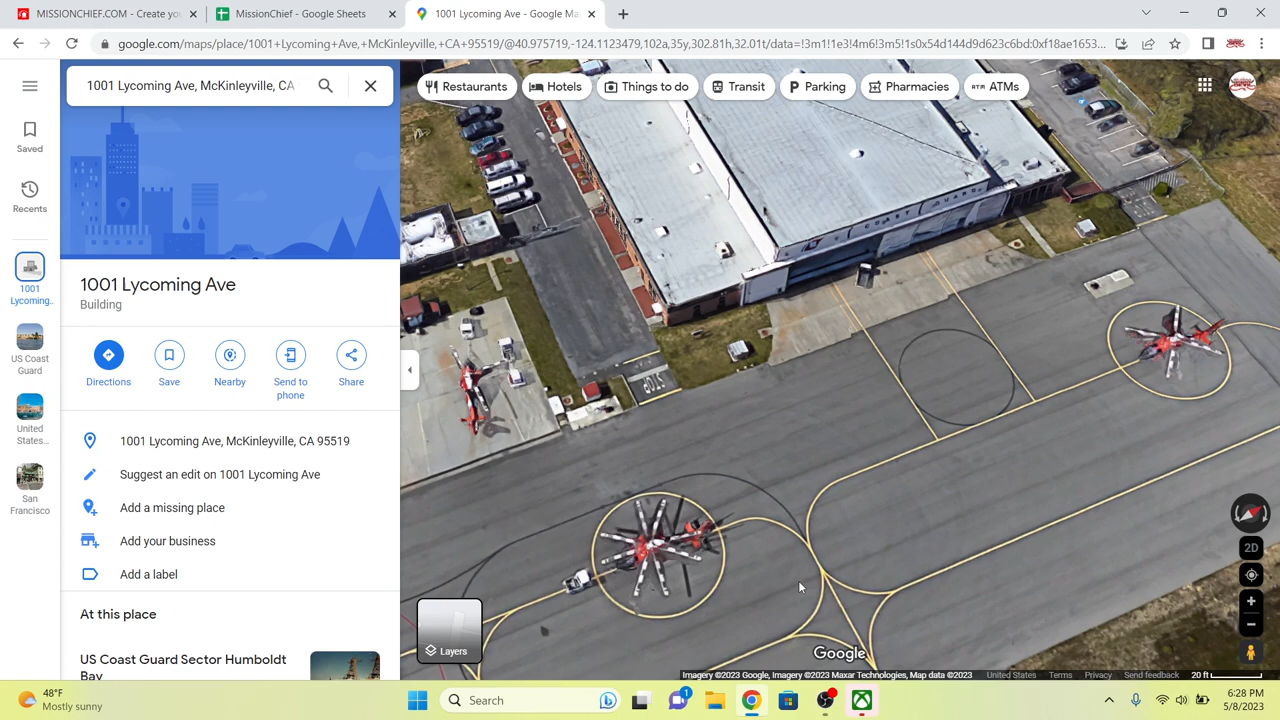 MISSIONCHIEF.COM - Create you
MissionChief - Google Sheets
1001 Lycoming Ave - Google Ma
google.com/maps/place/1001+Lycoming+Ave,+McKinleyville,+CA+95519/@40.975719,-124.1123479,102a,35y,302.81h,32.01t/data=!3m1!1e3!4m6!3m5!1s0x54d144d9d623c6bd:0xf18ae1653...
1001 Lycoming Ave, McKinleyville, CA
Restaurants
Hotels
Things to do
Transit
Parking
Pharmacies
ATM ATMs
Saved
Recents
1001
Lycoming..
US Coast
Guard
United
States...
San
Francisco
1001 Lycoming Ave
Building
Directions
Save
Nearby
Send to
phone
Share
1001 Lycoming Ave, McKinleyville, CA 95519
Suggest an edit on 1001 Lycoming Ave
Add a missing place
Add your business
Add a label
At this place
US Coast Guard Sector Humboldt
Bay
STOP
2D
Layers
Google
Imagery ©2023 Google, Imagery ©2023 Maxar Technologies, Map data ©2023
United States
Terms
Privacy
Send feedback
20 ft
48°F
Mostly sunny
Search
1
6:28 PM
5/8/2023